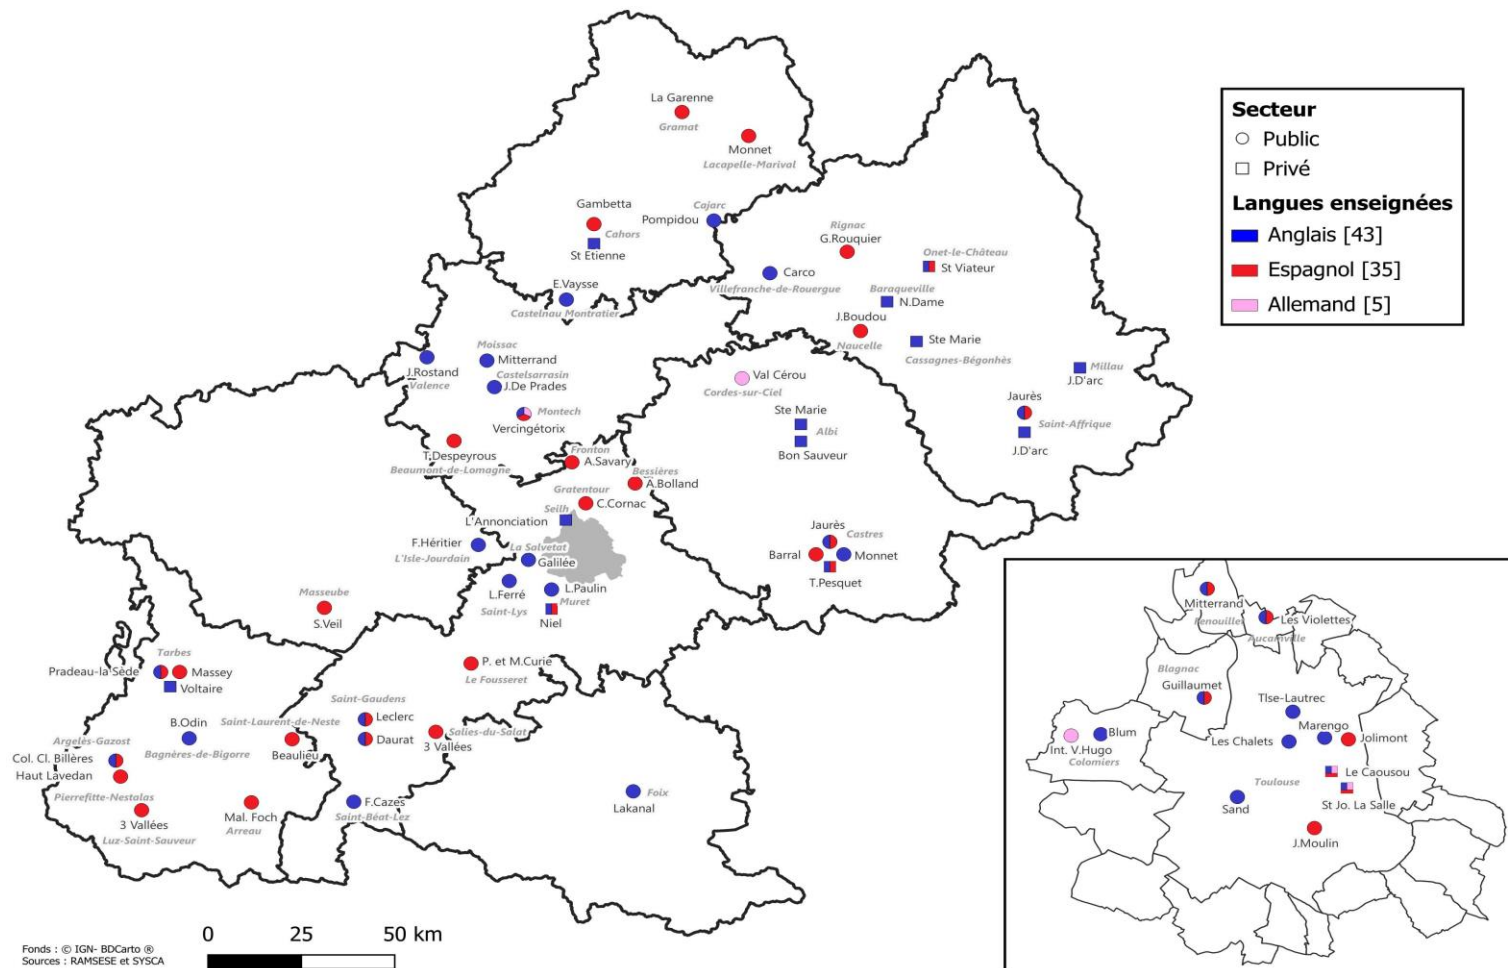 La Garenne
Gramat
Monnet
Lacapelle-Marival
Gambetta
Cahors
St Etienne
Cajarc
Pompidou
Rignac
G.Rouquier
Onet-le-Château
St Viateur
Carco
Villefranche-de-Rouergue
Baraqueville
N.Dame
J.Boudou
Naucelle
Ste Marie
Cassagnes-Bégonhès
Millau
J.D'arc
Jaurès
Saint-Affrique
J.D'arc
E.Vaysse
Castelnau Montratier
Moissac
Mitterrand
J.Rostand
Valence
Castelsarrasin
J.De Prades
Montech
Vercingétorix
T.Despeyrous
Beaumont-de-Lomagne
Val Cérou
Cordes-sur-Ciel
Ste Marie
Albi
Bon Sauveur
Fronton
A.Savary
Bessières
A.Bolland
Gratentour
C.Cornac
Seilh
L'Annonciation
F.Héritier
L'Isle-Jourdain
La Salvetat
Galilée
L.Ferré
Saint-Lys
L.Paulin
Muret
Niel
Jaurès
Castres
Barral
Monnet
T.Pesquet
Masseube
S.Veil
Tarbes
Pradeau-la-Sède
Massey
Voltaire
P. et M.Curie
Le Fousseret
B.Odin
Bagnères-de-Bigorre
Saint-Laurent-de-Neste
Beaulieu
Saint-Gaudens
Leclerc
Daurat
3 Vallées
Salies-du-Salat
Argelès-Gazost
Col. Cl. Billères
Haut Lavedan
Pierrefitte-Nestalas
3 Vallées
Luz-Saint-Sauveur
Mal. Foch
Arreau
F.Cazes
Saint-Béat-Lez
Lakanal
Foix
Secteur
Public
Privé
Langues enseignées
Anglais [43]
Espagnol [35]
Allemand [5]
Mitterrand
Fenouillet
Les Violettes
Aucamville
Blagnac
Guillaumet
Tlse-Lautrec
Marengo
Les Chalets
Jolimont
Blum
Int. V.Hugo
Colomiers
Toulouse
Le Caousou
St Jo. La Salle
Sand
J.Moulin
0 25 50 km
Fonds : © IGN- BDCarto ®
Sources : RAMSESE et SYSCA